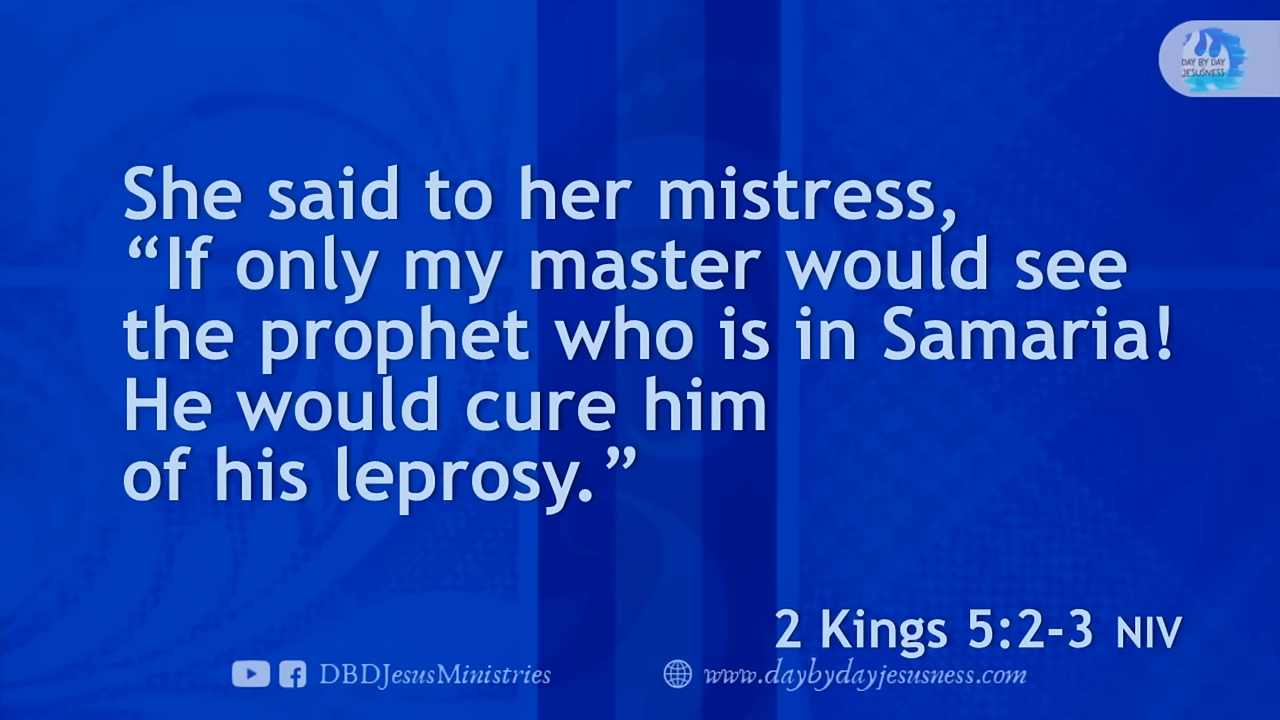 DAY BY DAY
JESUSNESS
She said to her mistress,
“If only my master would see
the prophet who is in Samaria!
He would cure him
of his leprosy.”
2 Kings 5:2-3 NIV
DBDJesusMinistries
www.daybydayjesusness.com